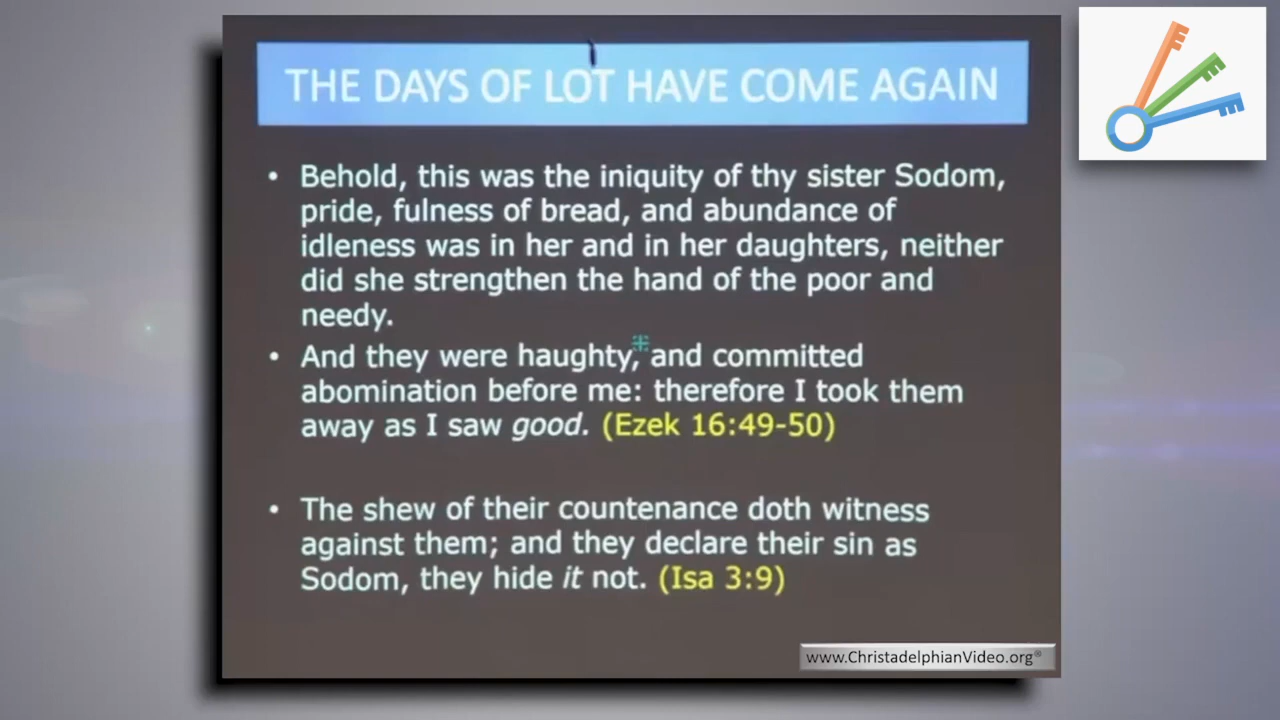 THE DAYS OF LOT HAVE COME AGAIN
• Behold, this was the iniquity of thy sister Sodom,
pride, fulness of bread, and abundance of
idleness was in her and in her daughters, neither
did she strengthen the hand of the poor and
needy.
• And they were haughty, and committed
abomination before me: therefore I took them
away as I saw good. (Ezek 16:49-50)
• The shew of their countenance doth witness
against them; and they declare their sin as
Sodom, they hide it not. (Isa 3:9)
www.ChristadelphianVideo.org®